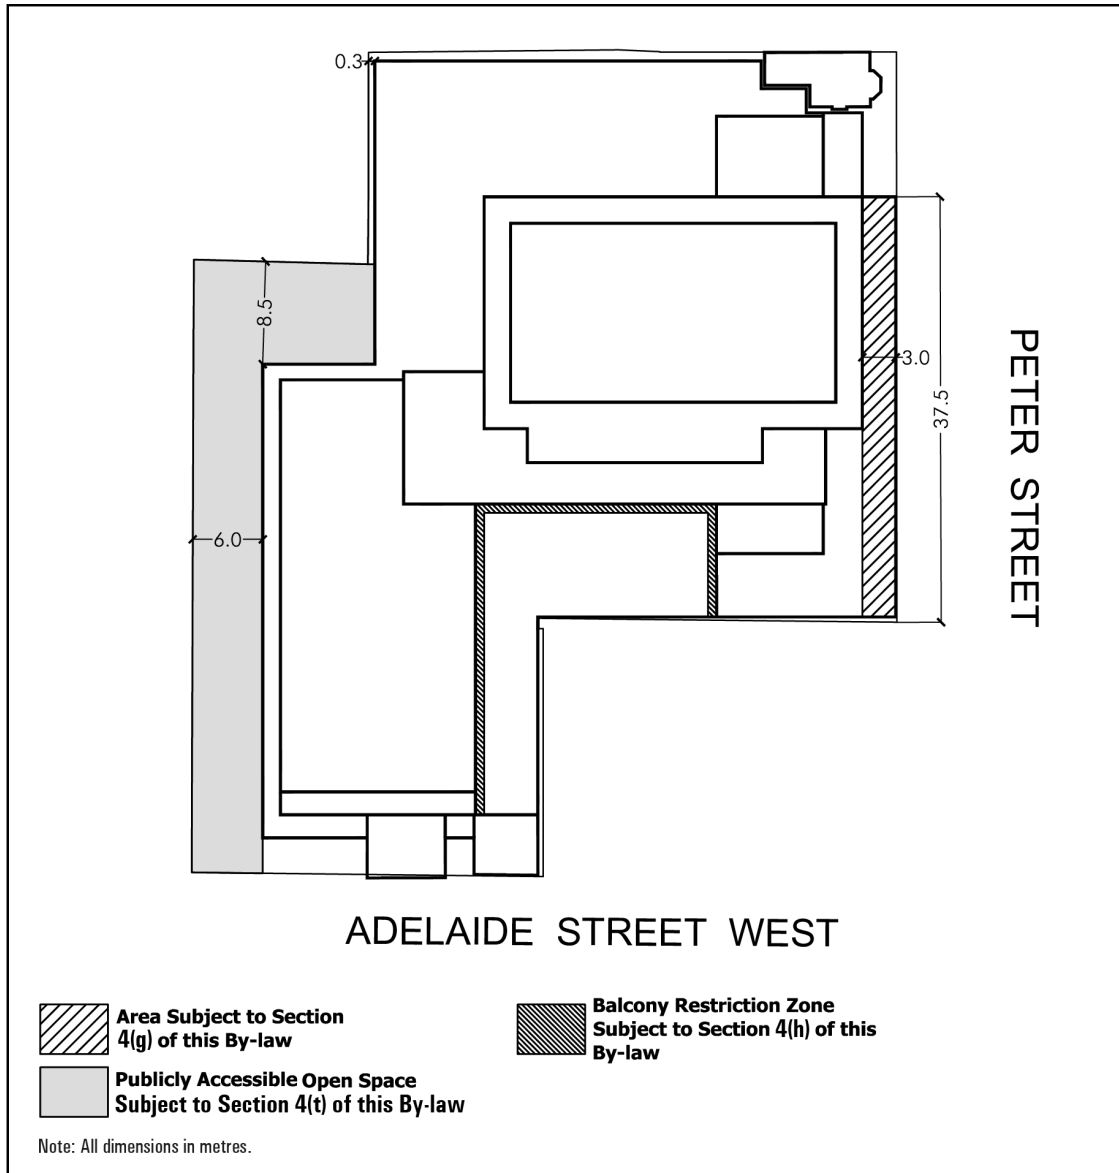 0.3
8.5
3.0
37.5
PETER STREET
6.0
ADELAIDE STREET WEST
Area Subject to Section
4(g) of this By-law
Balcony Restriction Zone
Subject to Section 4(h) of this
By-law
Publicly Accessible Open Space
Subject to Section 4(t) of this By-law
Note: All dimensions in metres.